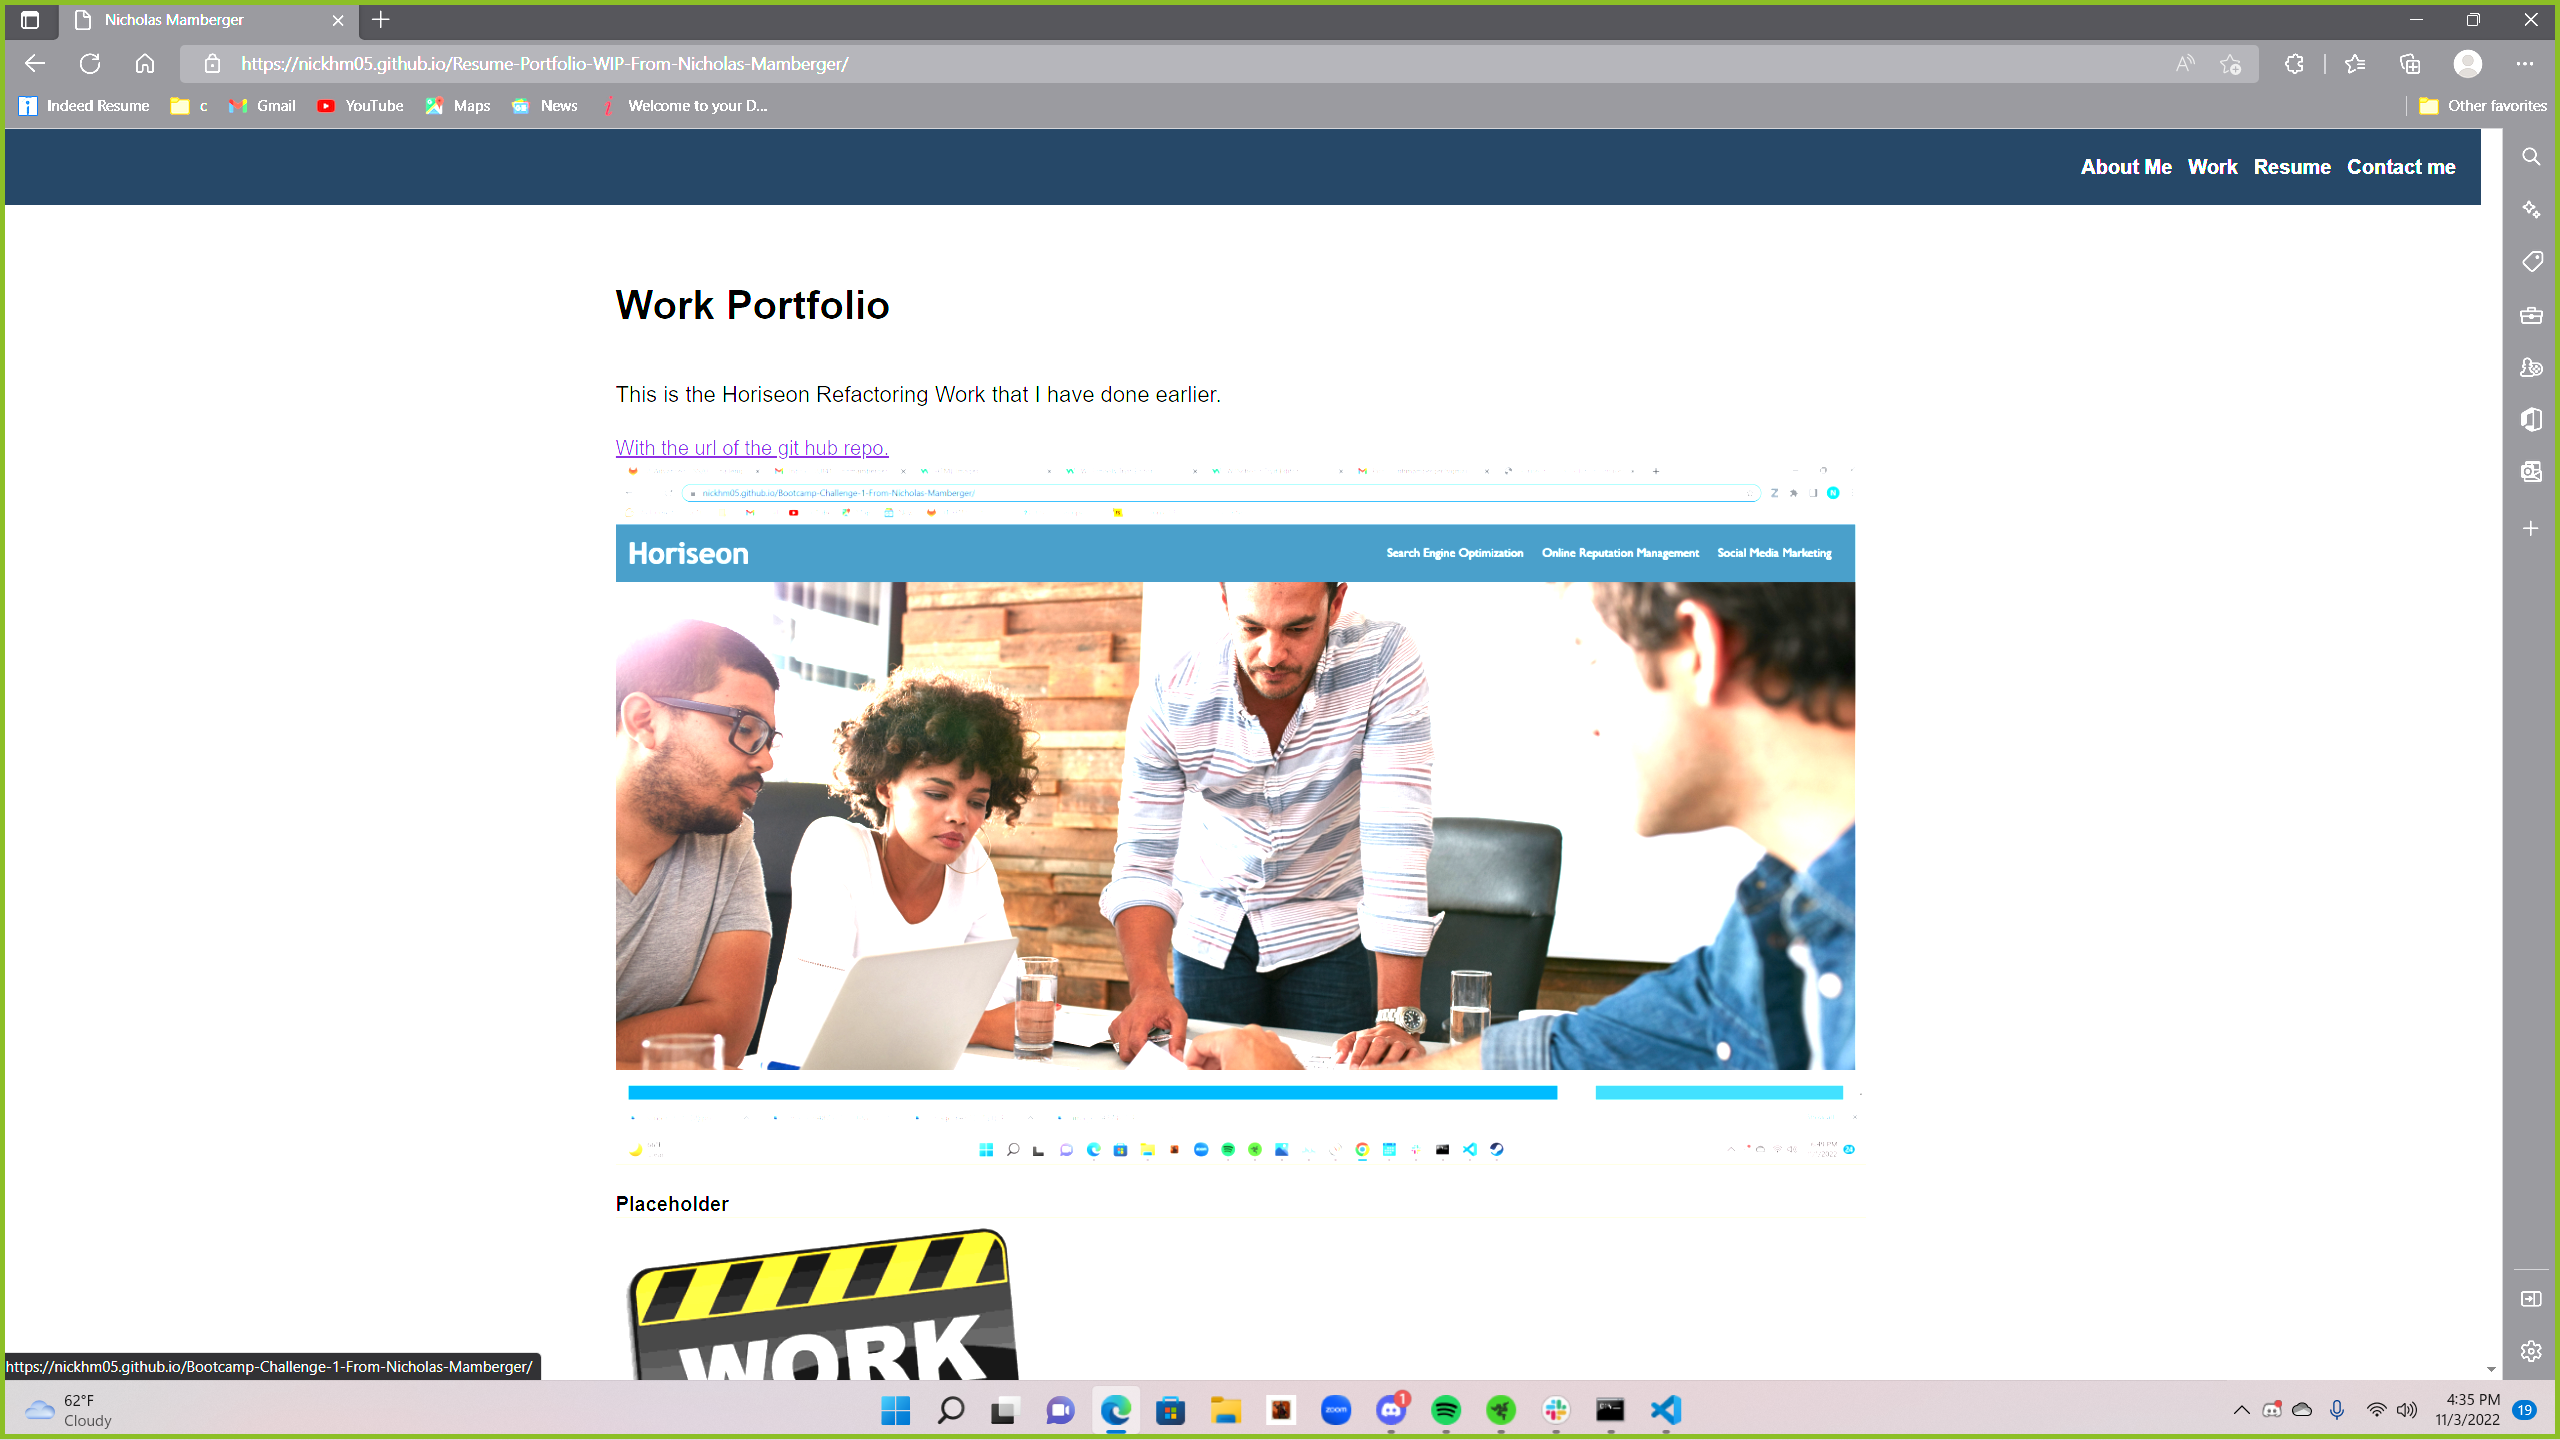 Nicholas Mamberger
https://nickhm05.github.io/Resume-Portfolio-WIP-From-Nicholas-Mamberger/
Indeed Resume c Gmail YouTube Maps News Welcome to your D... Other favorites
About Me Work Resume Contact me
Work Portfolio
This is the Horiseon Refactoring Work that I have done earlier.
With the url of the git hub repo.
nickhm05.github.io/Bootcamp-Challenge-1-From-Nicholas-Mamberger/
Horiseon Search Engine Optimization Online Reputation Management Social Media Marketing
Placeholder
WORK
https://nickhm05.github.io/Bootcamp-Challenge-1-From-Nicholas-Mamberger/
62°F
Cloudy
zoom
1
4:35 PM
11/3/2022
19